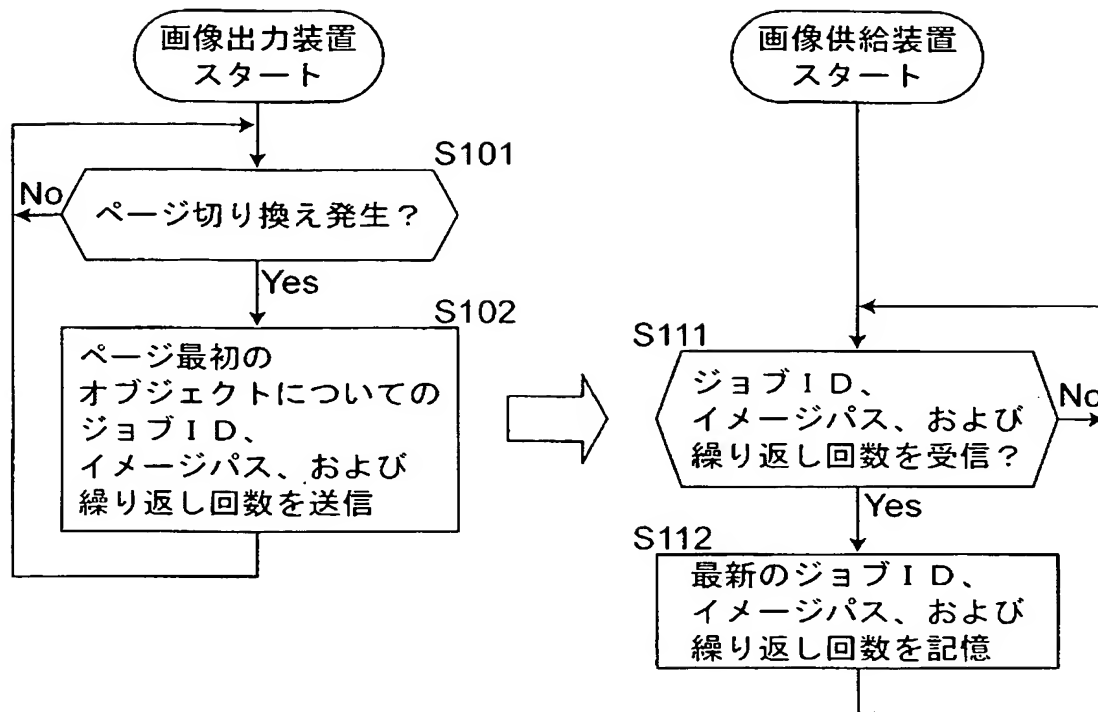 画像出力装置
スタート
S101
No
ページ切り換え発生？
Yes
S102
ページ最初の
オブジェクトについての
ジョブＩＤ、
イメージパス、および
繰り返し回数を送信
画像供給装置
スタート
S111
ジョブＩＤ、
イメージパス、および
繰り返し回数を受信？
No
Yes
S112
最新のジョブＩＤ、
イメージパス、および
繰り返し回数を記憶